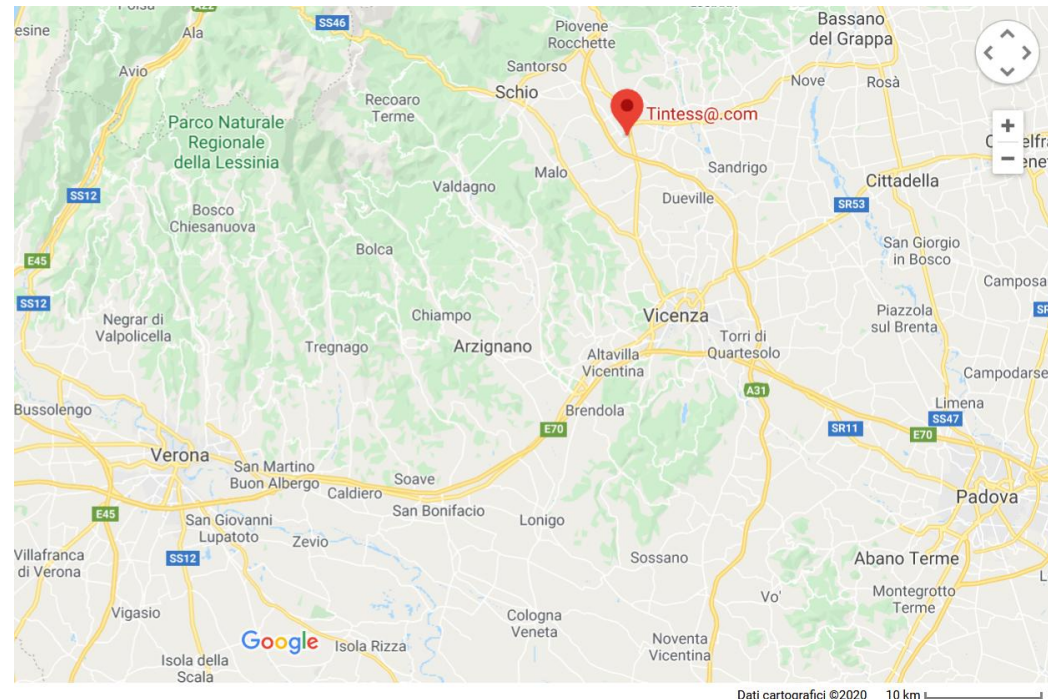 esine
Ala
A22
SS46
Piovene
Rocchette
Bassano
del Grappa
Avio
Santorso
Schio
Nove
Rosà
Recoaro
Terme
Tintess@.com
Parco Naturale
Regionale
della Lessinia
+
−
Malo
Sandrigo
Cittadella
Valdagno
Dueville
SS12
SR53
Bosco
Chiesanuova
Bolca
San Giorgio
in Bosco
E45
Camposa
SS12
Negrar di
Valpolicella
Chiampo
Vicenza
Piazzola
sul Brenta
Tregnago
Arzignano
Torri di
Quartesolo
Altavilla
Vicentina
Campodarse
A31
Bussolengo
Brendola
Limena
SS47
E70
SR11
E70
Verona
San Martino
Buon Albergo
Caldiero
Soave
San Bonifacio
Padova
E45
San Giovanni
Lupatoto
Lonigo
Zevio
Villafranca
di Verona
SS12
Sossano
Abano Terme
Vo'
Montegrotto
Terme
Vigasio
Cologna
Veneta
Google
Isola Rizza
Noventa
Vicentina
Isola della
Scala
Dati cartografici ©2020 10 km